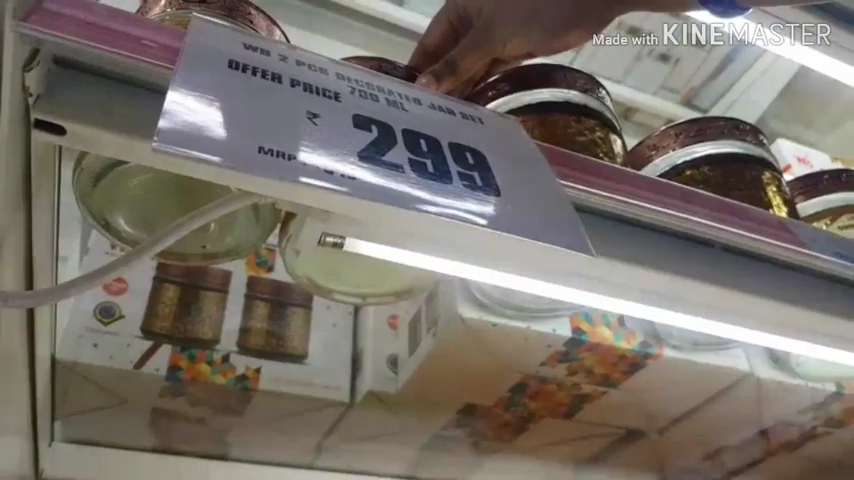 Made with KINEMASTER
WB 2 PCS DECORATED JAR SET
700 ML
OFFER PRICE
₹ 299
MRP